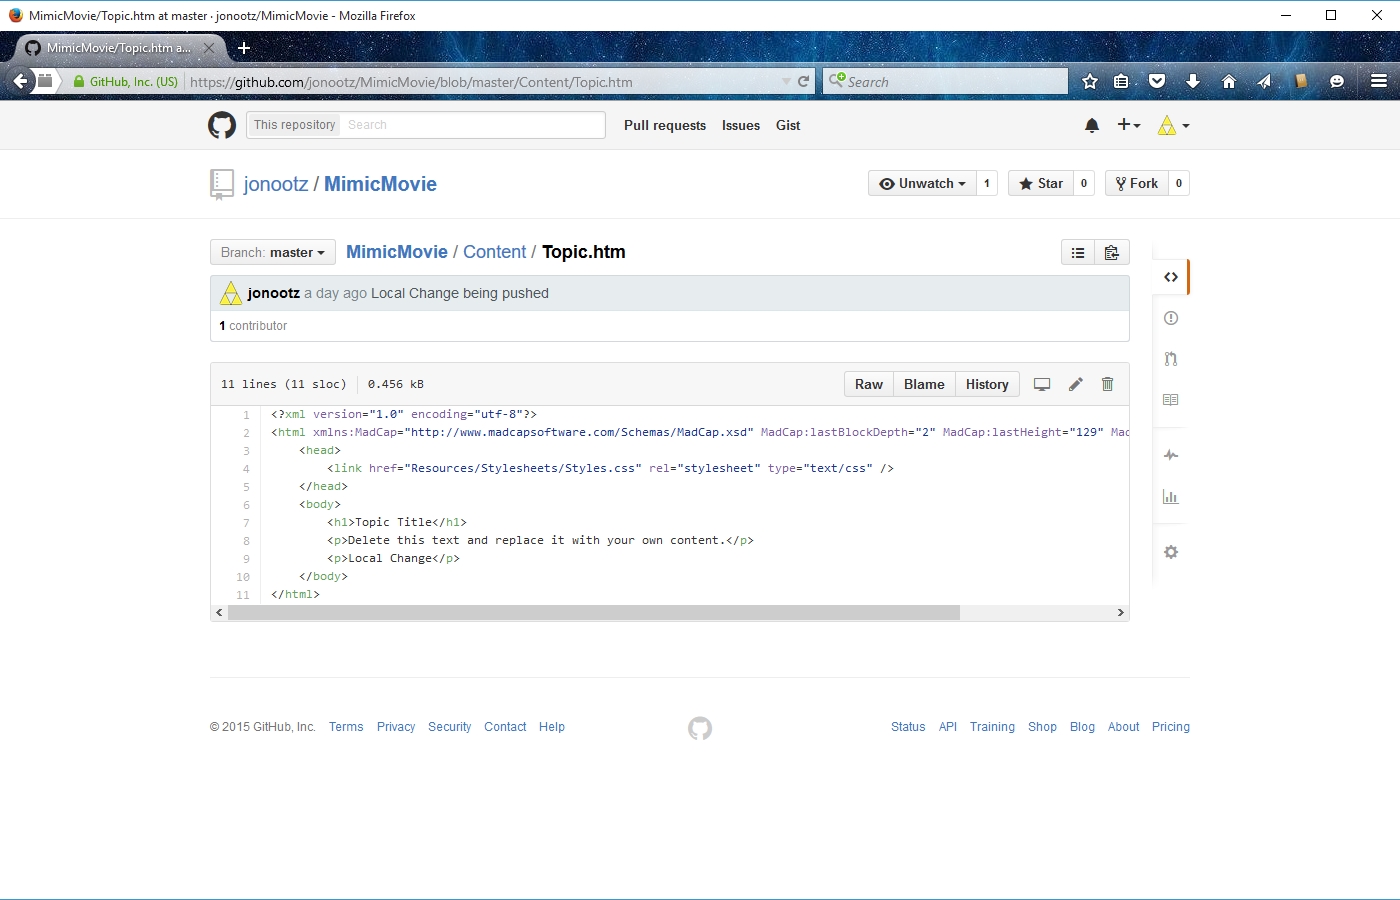 MimicMovie/Topic.htm at master · jonootz/MimicMovie - Mozilla Firefox
MimicMovie/Topic.htm a...
GitHub, Inc. (US) https://github.com/jonootz/MimicMovie/blob/master/Content/Topic.htm Search
This repository Search Pull requests Issues Gist
jonootz / MimicMovie Unwatch 1 Star 0 Fork 0
Branch: master MimicMovie / Content / Topic.htm
jonootz a day ago Local Change being pushed
1 contributor
11 lines (11 sloc) 0.456 kB Raw Blame History
1 <?xml version="1.0" encoding="utf-8"?>
2 <html xmlns:MadCap="http://www.madcapsoftware.com/Schemas/MadCap.xsd" MadCap:lastBlockDepth="2" MadCap:lastHeight="129" Mad
3 <head>
4 <link href="Resources/Stylesheets/Styles.css" rel="stylesheet" type="text/css" />
5 </head>
6 <body>
7 <h1>Topic Title</h1>
8 <p>Delete this text and replace it with your own content.</p>
9 <p>Local Change</p>
10 </body>
11 </html>
© 2015 GitHub, Inc. Terms Privacy Security Contact Help Status API Training Shop Blog About Pricing